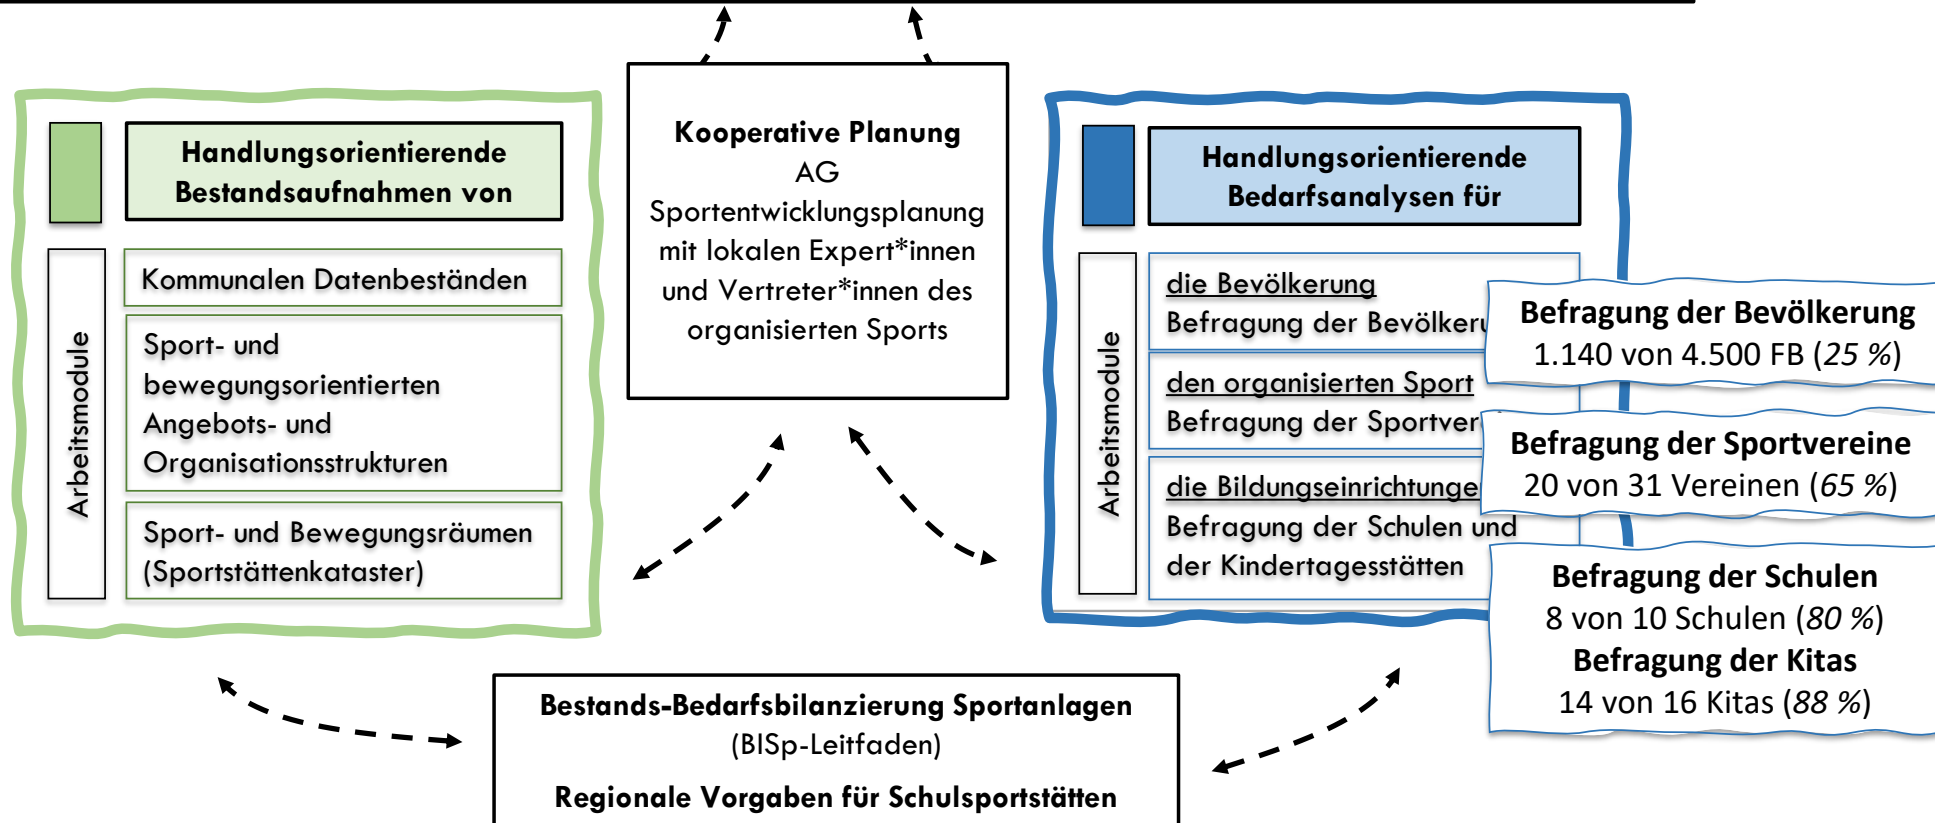 Kooperative Planung
AG
Sportentwicklungsplanung
mit lokalen Expert*innen
und Vertreter*innen des
organisierten Sports
Handlungsorientierende
Bestandsaufnahmen von
Arbeitsmodule
Kommunalen Datenbeständen
Sport- und
bewegungsorientierten
Angebots- und
Organisationsstrukturen
Sport- und Bewegungsräumen
(Sportstättenkataster)
Handlungsorientierende
Bedarfsanalysen für
Arbeitsmodule
die Bevölkerung
Befragung der
den organisierten Sport
Befragung der
die
Befragung der Schulen und
der Kindertagesstätten
Befragung der Bevölkerung
1.140 von 4.500 FB (25 %)
Befragung der Sportvereine
20 von 31 Vereinen (65 %)
Befragung der Schulen
8 von 10 Schulen (80 %)
Befragung der Kitas
14 von 16 Kitas (88 %)
Bestands-Bedarfsbilanzierung Sportanlagen
(BISp-Leitfaden)
Regionale Vorgaben für Schulsportstätten